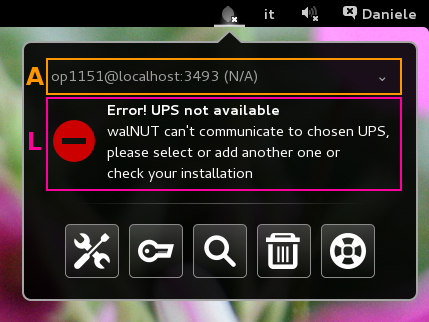 it Daniele
A op1151@localhost:3493 (N/A)
L Error! UPS not available
walNUT can't communicate to chosen UPS,
please select or add another one or
check your installation